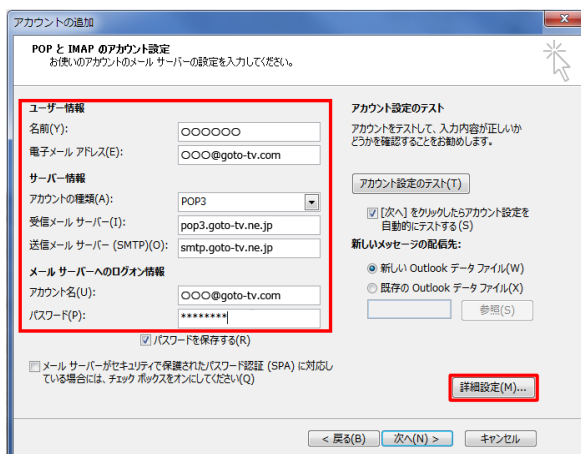 アカウントの追加
POP と IMAP のアカウント設定
お使いのアカウントのメール サーバーの設定を入力してください。
ユーザー情報
名前(Y):
○○○○○○
電子メール アドレス(E):
○○○@goto-tv.com
サーバー情報
アカウントの種類(A):
POP3
受信メール サーバー(I):
pop3.goto-tv.ne.jp
送信メール サーバー (SMTP)(O):
smtp.goto-tv.ne.jp
メール サーバーへのログオン情報
アカウント名(U):
○○○@goto-tv.com
パスワード(P):
********
パスワードを保存する(R)
メール サーバーがセキュリティで保護されたパスワード認証 (SPA) に対応し
ている場合には、チェック ボックスをオンにしてください(Q)
アカウント設定のテスト
アカウントをテストして、入力内容が正しいか
どうかを確認することをお勧めします。
アカウント設定のテスト(T)
[次へ] をクリックしたらアカウント設定を
自動的にテストする(S)
新しいメッセージの配信先:
新しい Outlook データ ファイル(W)
既存の Outlook データ ファイル(X)
参照(S)
詳細設定(M)...
< 戻る(B)
次へ(N) >
キャンセル